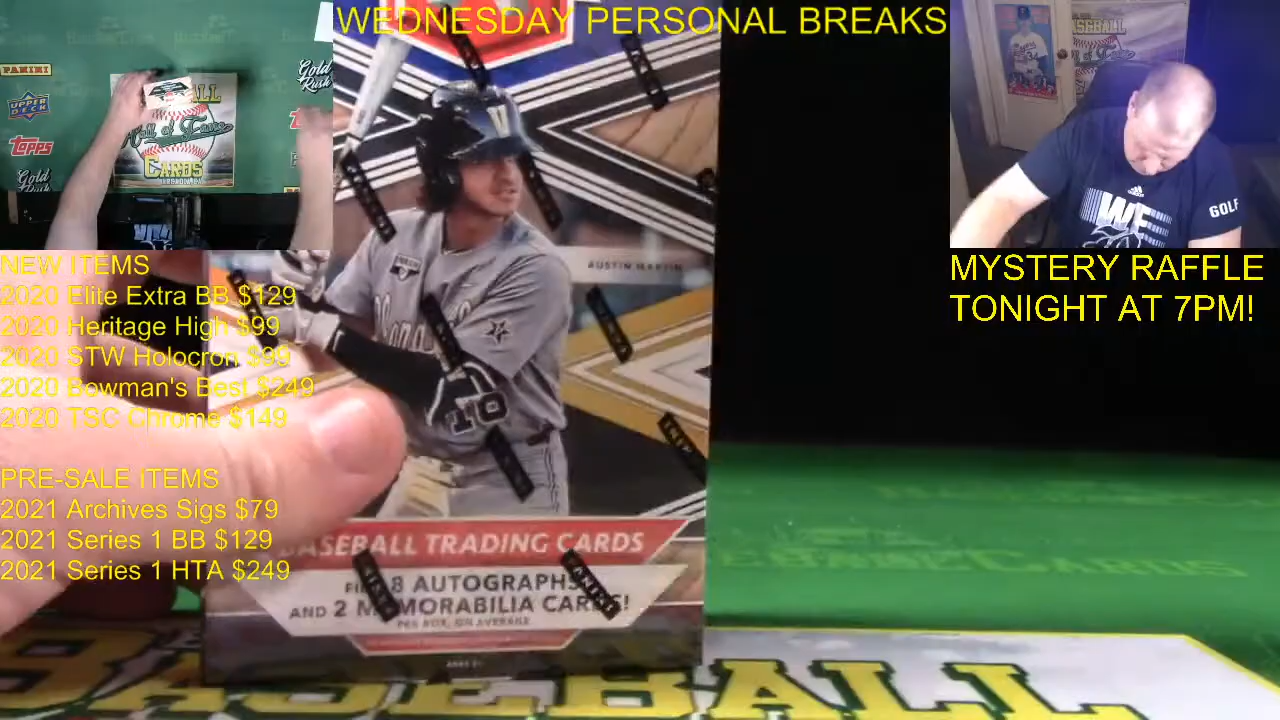 WEDNESDAY PERSONAL BREAKS
PANINI
UPPER DECK
TOPPS
Gold Rush
Gold Rush
BALL
Hall of Fame
CARDS
BASEBALL
WF
GOLF
34
NEW ITEMS
2020 Elite Extra BB $129
2020 Heritage High $99
2020 STW Holocron $99
2020 Bowman's Best $249
2020 TSC Chrome $149
PRE-SALE ITEMS
2021 Archives Sigs $79
2021 Series 1 BB $129
2021 Series 1 HTA $249
MYSTERY RAFFLE
TONIGHT AT 7PM!
V
AUSTIN MARTIN
BASEBALL TRADING CARDS
8 AUTOGRAPHS
AND 2 MEMORABILIA CARDS!
PER BOX, ON AVERAGE
BASEBALL